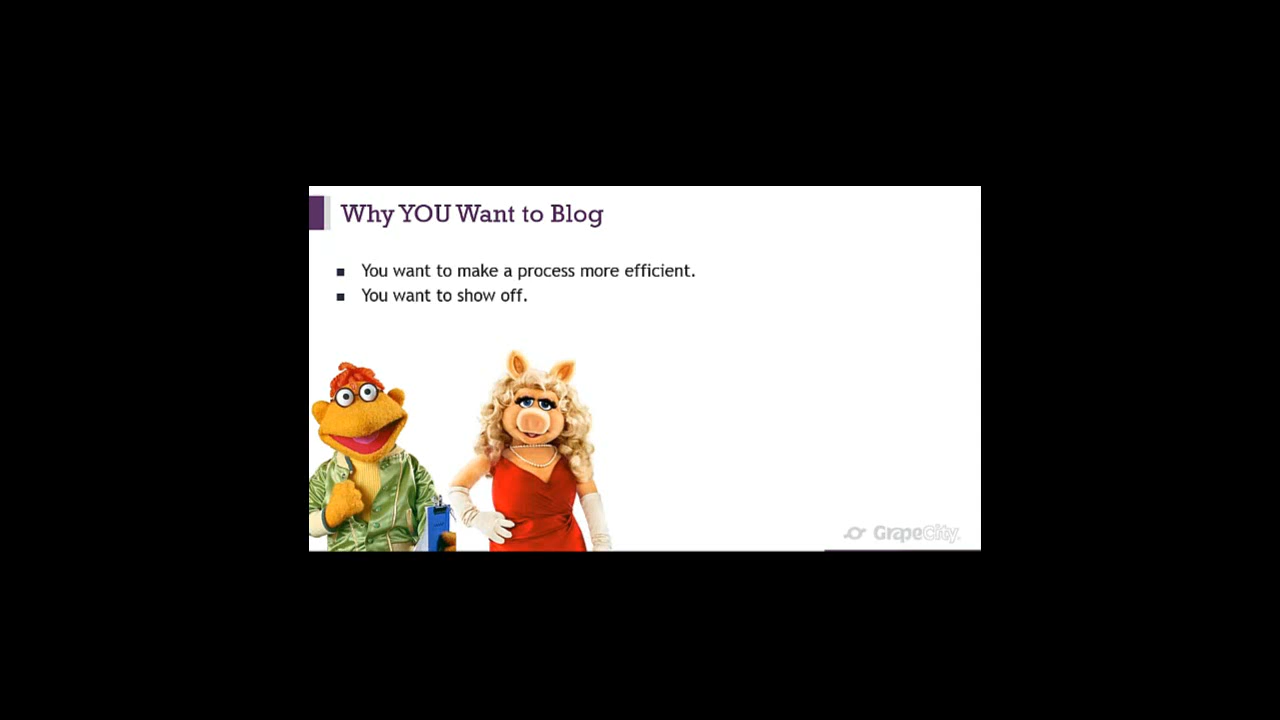 Why YOU Want to Blog
You want to make a process more efficient.
You want to show off.
GrapeCity